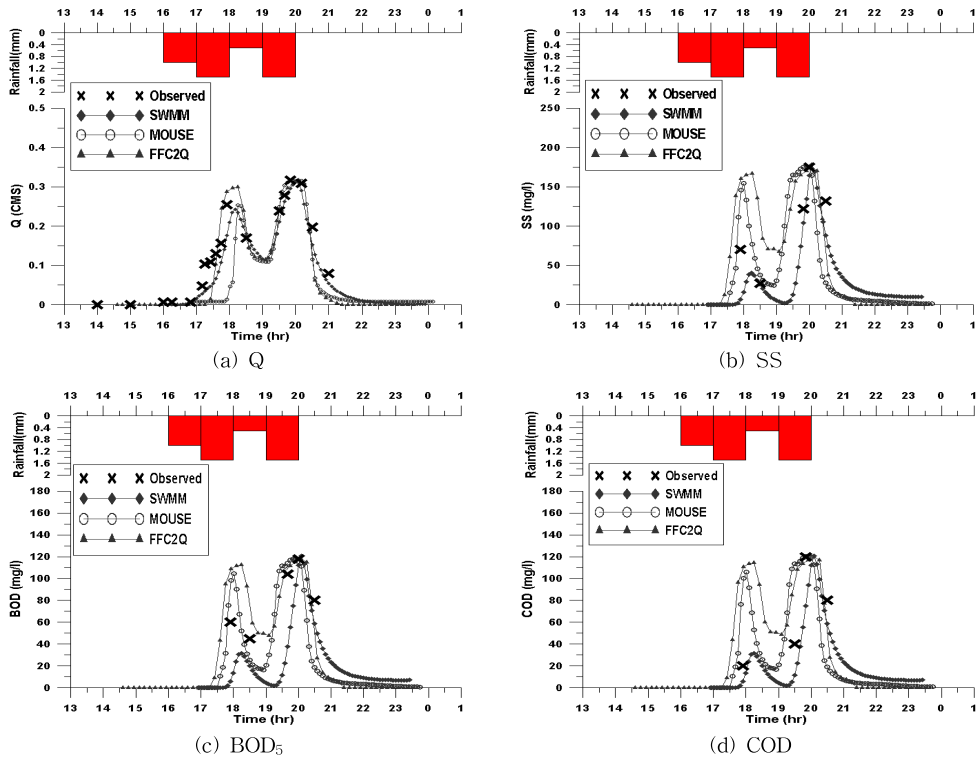 13 14 15 16 17 18 19 20 21 22 23 0 1
Rainfall(mm)
0
0.4
0.8
1.2
1.6
2
Observed
SWMM
MOUSE
FFC2Q
Q (CMS)
0.5
0.4
0.3
0.2
0.1
0
13 14 15 16 17 18 19 20 21 22 23 0 1
Time (hr)
(a) Q
13 14 15 16 17 18 19 20 21 22 23 0 1
Rainfall(mm)
0
0.4
0.8
1.2
1.6
2
Observed
SWMM
MOUSE
FFC2Q
SS (mg/l)
250
200
150
100
50
0
13 14 15 16 17 18 19 20 21 22 23 0 1
Time (hr)
(b) SS
13 14 15 16 17 18 19 20 21 22 23 0 1
Rainfall(mm)
0
0.4
0.8
1.2
1.6
2
Observed
SWMM
MOUSE
FFC2Q
BOD (mg/l)
180
160
140
120
100
80
60
40
20
0
13 14 15 16 17 18 19 20 21 22 23 0 1
Time (hr)
(c) BOD₅
13 14 15 16 17 18 19 20 21 22 23 0 1
Rainfall(mm)
0
0.4
0.8
1.2
1.6
2
Observed
SWMM
MOUSE
FFC2Q
COD (mg/l)
180
160
140
120
100
80
60
40
20
0
13 14 15 16 17 18 19 20 21 22 23 0 1
Time (hr)
(d) COD